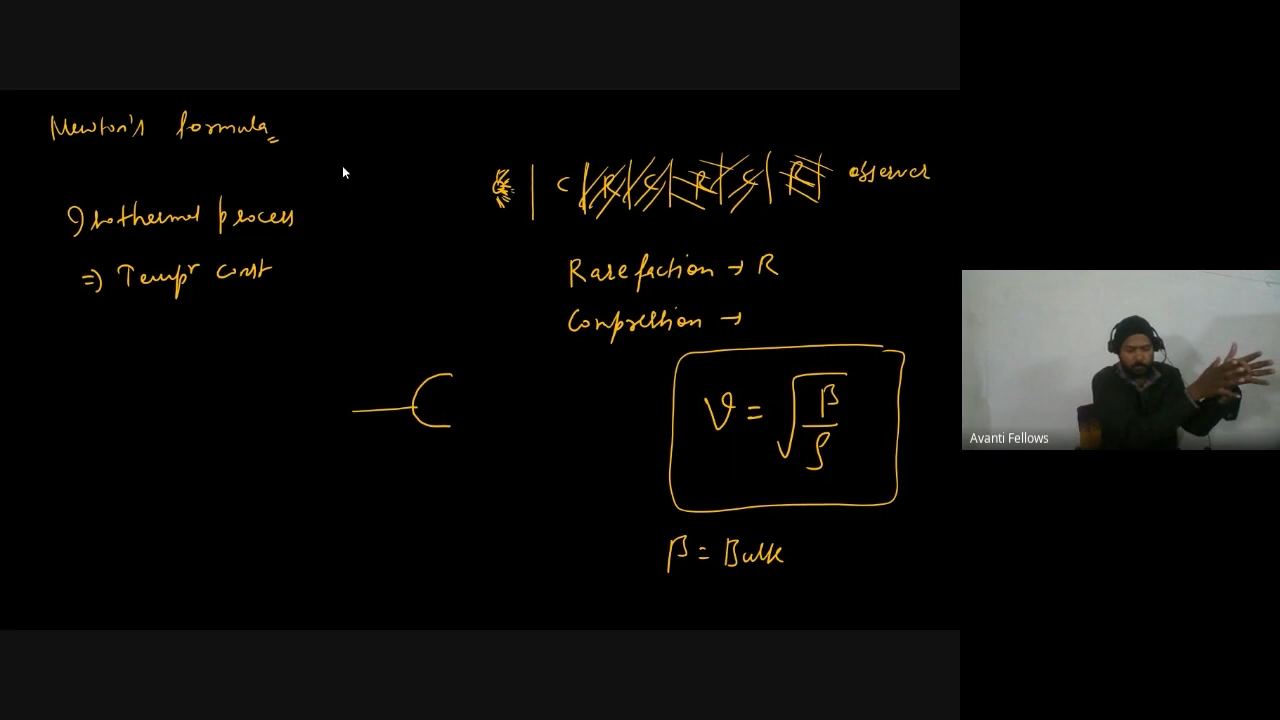 Newton's formula
C | C | R | C | R | C | R | observer
Isothermal process
⇒ Tempr const
Rarefaction → R
Compression →
v = √(β/ρ)
β = Bulk
Avanti Fellows